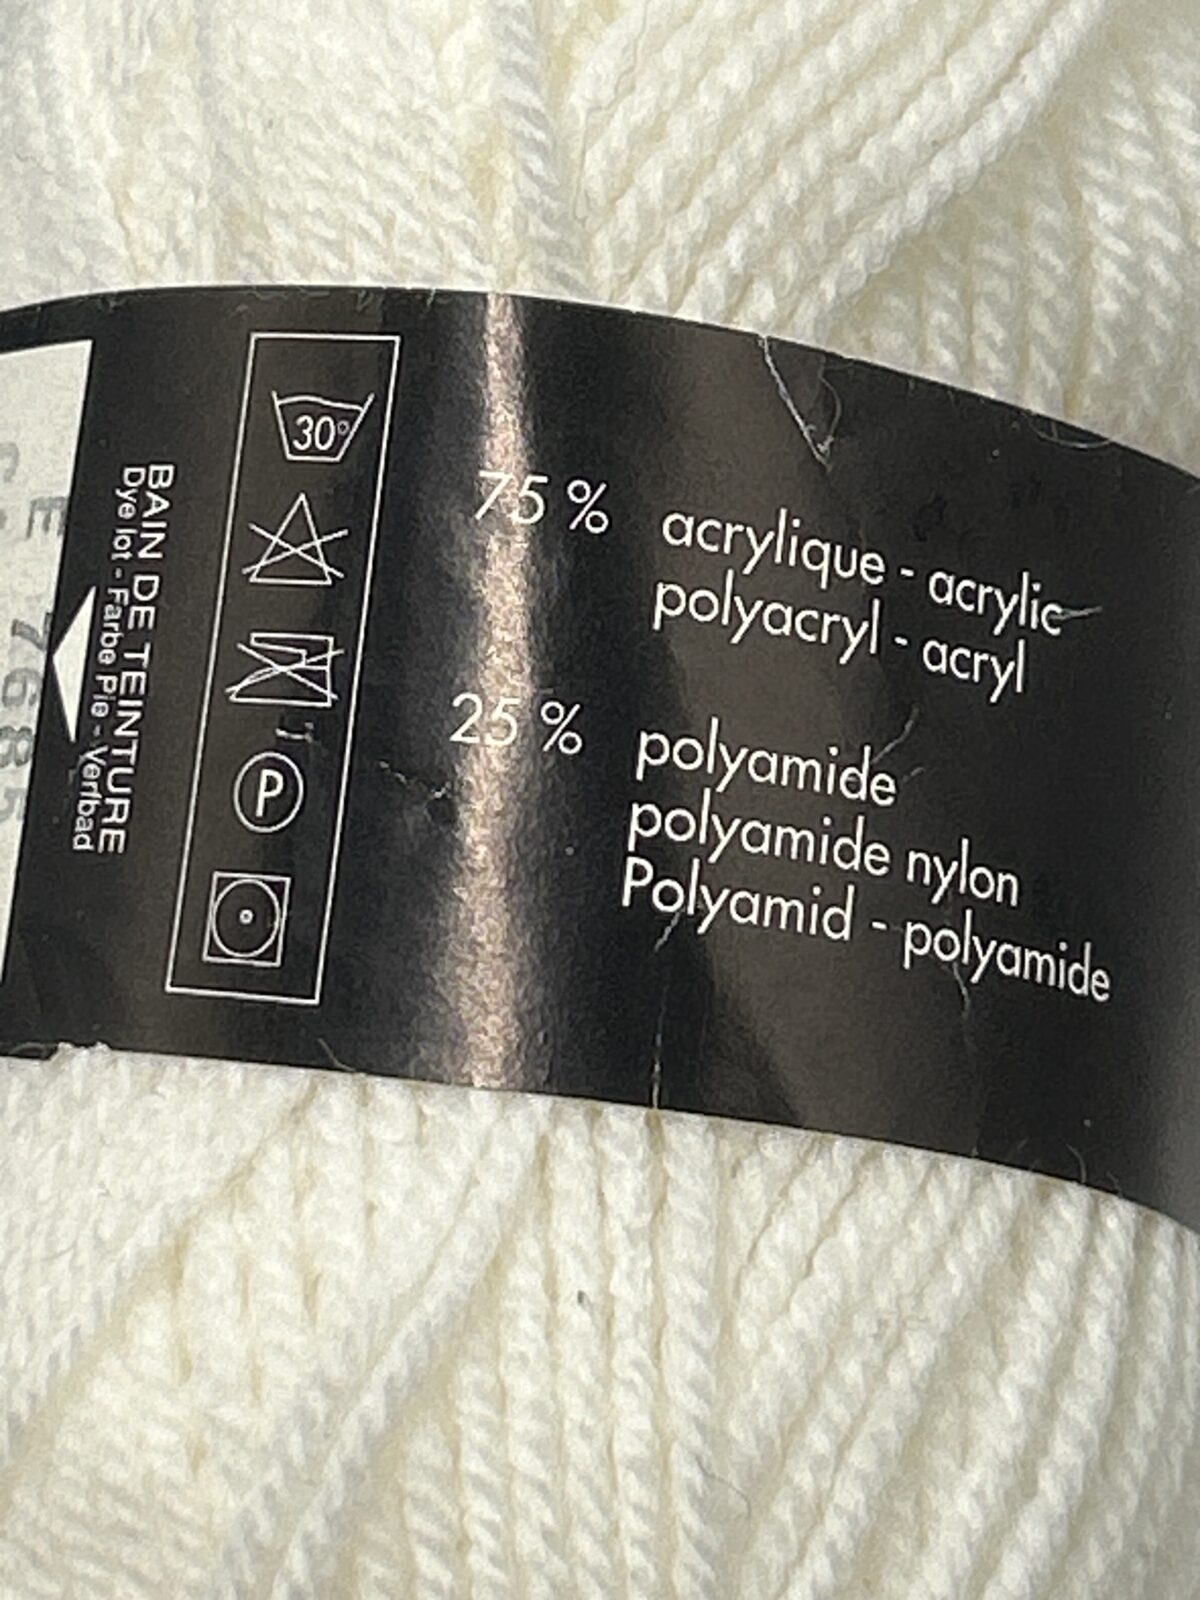 BAIN DE TEINTURE
Dye lot - Farbe Pie - Verfbad
30°
P
75 % acrylique - acrylic
polyacryl - acryl
25 % polyamide
polyamide nylon
Polyamid - polyamide